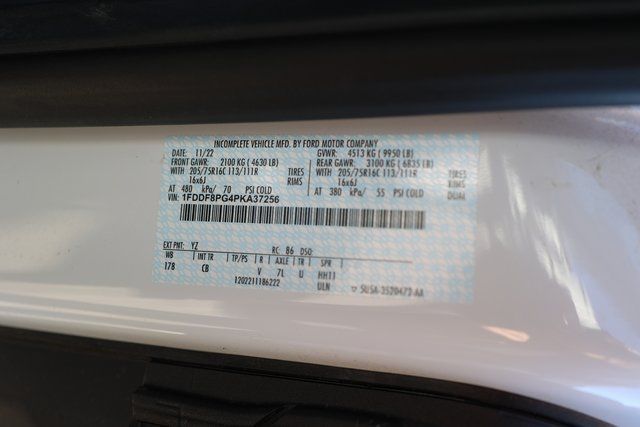 INCOMPLETE VEHICLE MFD. BY FORD MOTOR COMPANY
DATE: 11/22 GVWR: 4513 KG ( 9950 LB)
FRONT GAWR: 2100 KG ( 4630 LB) REAR GAWR: 3100 KG ( 6835 LB)
WITH 205/75R16C 113/111R TIRES WITH 205/75R16C 113/111R TIRES
16x6J RIMS 16x6J RIMS
AT 480 kPa/ 70 PSI COLD AT 380 kPa/ 55 PSI COLD
VIN: 1FDDF8PG4PKA37256
EXT PNT: YZ RC: 86 DSO:
WB INT TR TP/PS R AXLE TR SPR
178 CB V 7L U HH11
1202211186222 ULN ▽ 5U5A-3520472-AA